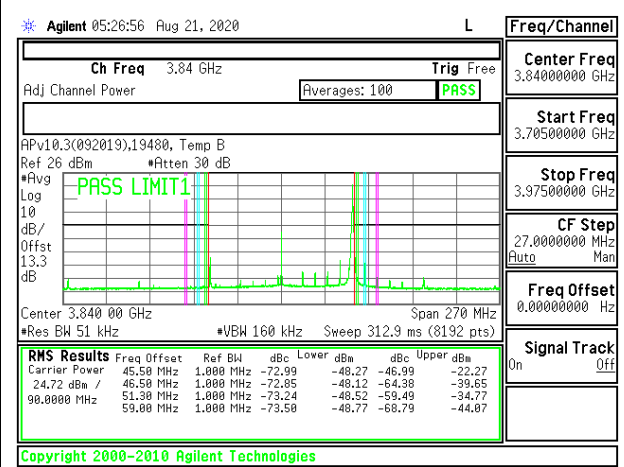 Agilent 05:26:56 Aug 21, 2020 L
Freq/Channel
Ch Freq 3.84 GHz Trig Free
Adj Channel Power Averages: 100 PASS
APv10.3(092019),19480, Temp B
Ref 26 dBm #Atten 30 dB
#Avg
Log
10
dB/
Offst
13.3
dB
PASS LIMIT1
Center 3.840 00 GHz Span 270 MHz
#Res BW 51 kHz #VBW 160 kHz Sweep 312.9 ms (8192 pts)
RMS Results Freq Offset Ref BW dBc Lower dBm dBc Upper dBm
Carrier Power 45.50 MHz 1.000 MHz -72.99 -48.27 -46.99 -22.27
24.72 dBm / 46.50 MHz 1.000 MHz -72.85 -48.12 -64.38 -39.65
90.0000 MHz 51.30 MHz 1.000 MHz -73.24 -48.52 -59.49 -34.77
59.00 MHz 1.000 MHz -73.50 -48.77 -68.79 -44.07
Center Freq
3.84000000 GHz
Start Freq
3.70500000 GHz
Stop Freq
3.97500000 GHz
CF Step
27.0000000 MHz
Auto Man
Freq Offset
0.00000000 Hz
Signal Track
On Off
Copyright 2000-2010 Agilent Technologies